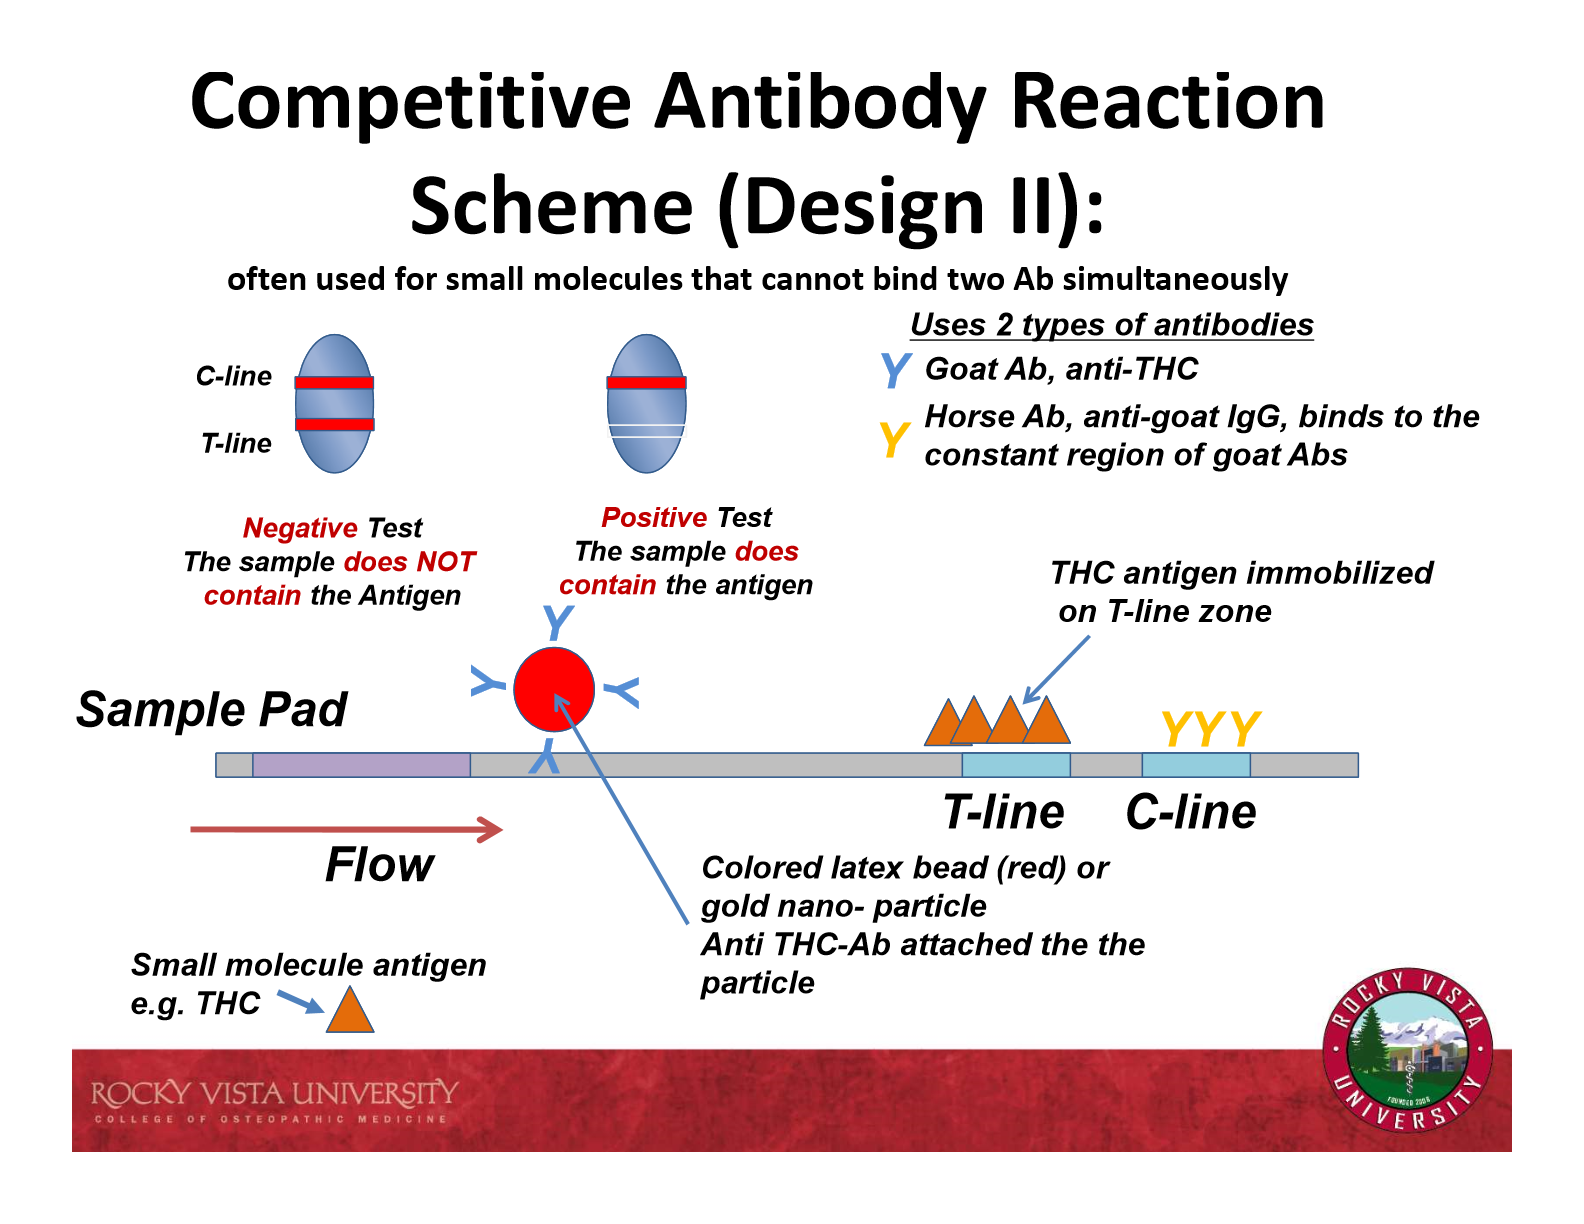 Competitive Antibody Reaction
Scheme (Design II):
often used for small molecules that cannot bind two Ab simultaneously
Uses 2 types of antibodies
Y Goat Ab, anti-THC
Y Horse Ab, anti-goat IgG, binds to the
constant region of goat Abs
C-line
T-line
Negative Test
The sample does NOT
contain the Antigen
Positive Test
The sample does
contain the antigen
THC antigen immobilized
on T-line zone
Y
Y Y
Y
Sample Pad
YYY
T-line C-line
Flow
Colored latex bead (red) or
gold nano- particle
Anti THC-Ab attached the the
particle
Small molecule antigen
e.g. THC
ROCKY VISTA UNIVERSITY
COLLEGE OF OSTEOPATHIC MEDICINE
ROCKY VISTA
UNIVERSITY
FOUNDED 2006